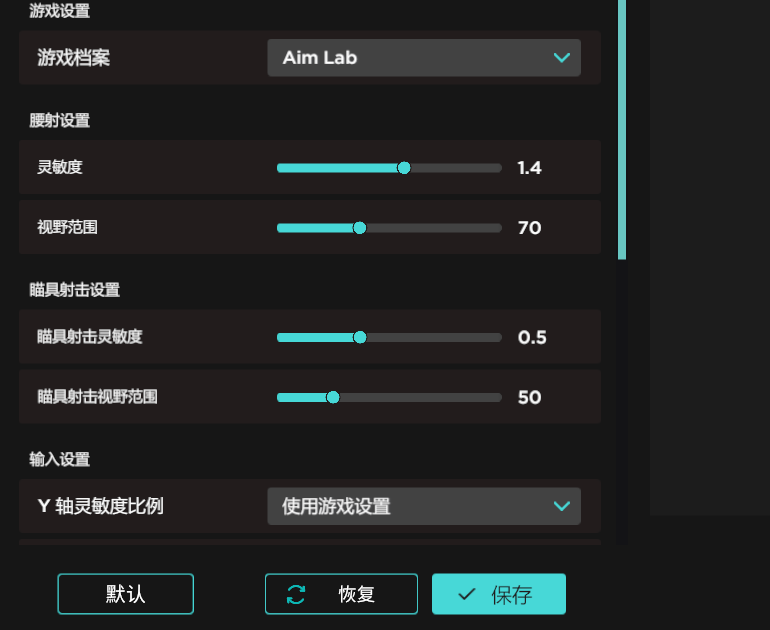 游戏设置
游戏档案 Aim Lab
腰射设置
灵敏度 1.4
视野范围 70
瞄具射击设置
瞄具射击灵敏度 0.5
瞄具射击视野范围 50
输入设置
Y 轴灵敏度比例 使用游戏设置
默认 恢复 保存